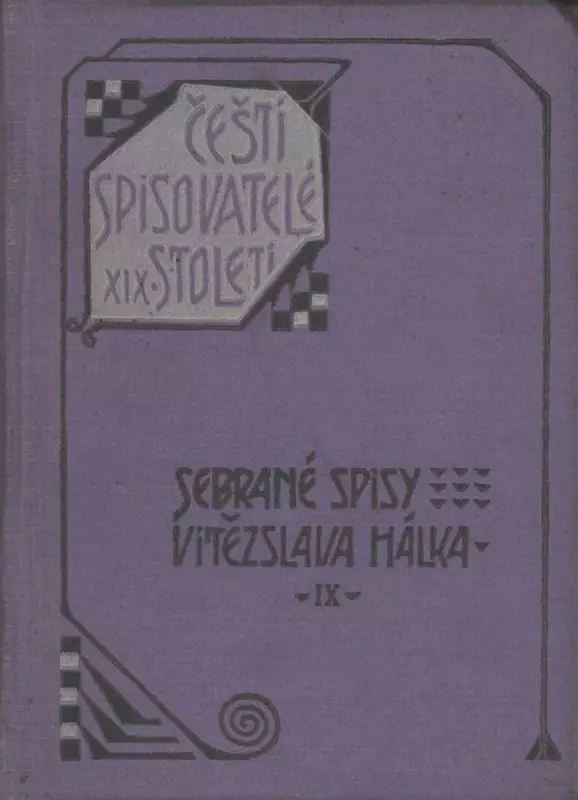 ČEŠTÍ
SPISOVATELÉ
XIX. STOLETÍ
SEBRANÉ SPISY
VÍTĚZSLAVA HÁLKA
IX